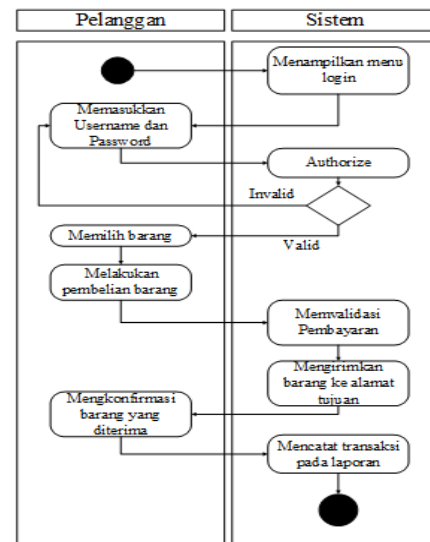 Pelanggan
Sistem
Menampilkan menu
login
Memasukkan
Username dan
Password
Authorize
Invalid
Valid
Memilih barang
Melakukan
pembelian barang
Memvalidasi
Pembayaran
Mengirimkan
barang ke alamat
tujuan
Mengkonfirmasi
barang yang
diterima
Mencatat transaksi
pada laporan